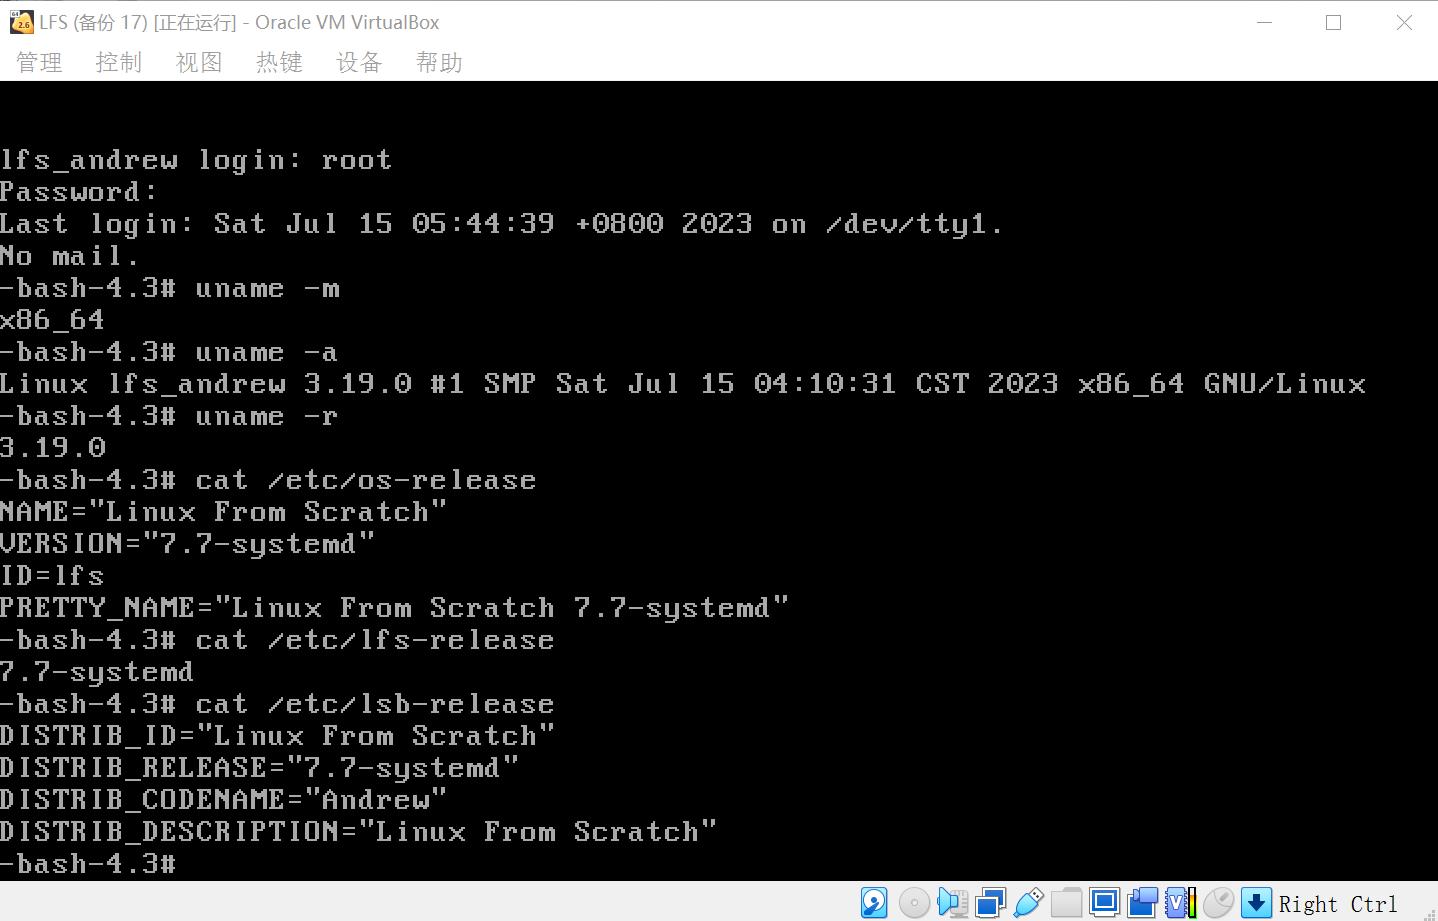 LFS (备份 17) [正在运行] - Oracle VM VirtualBox
管理 控制 视图 热键 设备 帮助
lfs_andrew login: root
Password:
Last login: Sat Jul 15 05:44:39 +0800 2023 on /dev/tty1.
No mail.
-bash-4.3# uname -m
x86_64
-bash-4.3# uname -a
Linux lfs_andrew 3.19.0 #1 SMP Sat Jul 15 04:10:31 CST 2023 x86_64 GNU/Linux
-bash-4.3# uname -r
3.19.0
-bash-4.3# cat /etc/os-release
NAME="Linux From Scratch"
VERSION="7.7-systemd"
ID=lfs
PRETTY_NAME="Linux From Scratch 7.7-systemd"
-bash-4.3# cat /etc/lfs-release
7.7-systemd
-bash-4.3# cat /etc/lsb-release
DISTRIB_ID="Linux From Scratch"
DISTRIB_RELEASE="7.7-systemd"
DISTRIB_CODENAME="Andrew"
DISTRIB_DESCRIPTION="Linux From Scratch"
-bash-4.3#
Right Ctrl